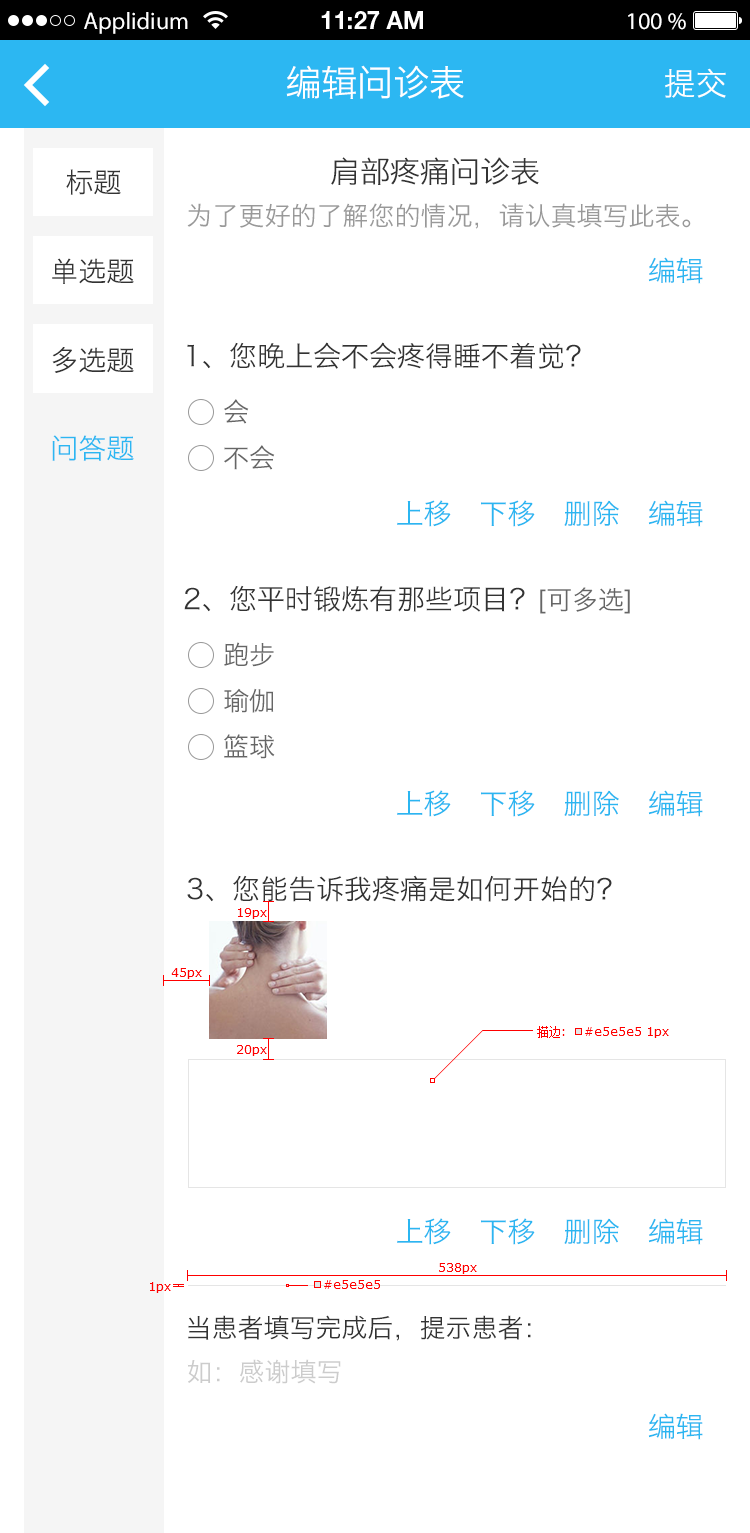 Applidium 11:27 AM 100 %
编辑问诊表 提交
标题
单选题
多选题
问答题
肩部疼痛问诊表
为了更好的了解您的情况，请认真填写此表。
编辑
1、您晚上会不会疼得睡不着觉？
会
不会
上移 下移 删除 编辑
2、您平时锻炼有那些项目？ [可多选]
跑步
瑜伽
篮球
上移 下移 删除 编辑
3、您能告诉我疼痛是如何开始的？
19px
45px
20px
描边： #e5e5e5 1px
上移 下移 删除 编辑
538px
1px #e5e5e5
当患者填写完成后，提示患者：
如：感谢填写
编辑